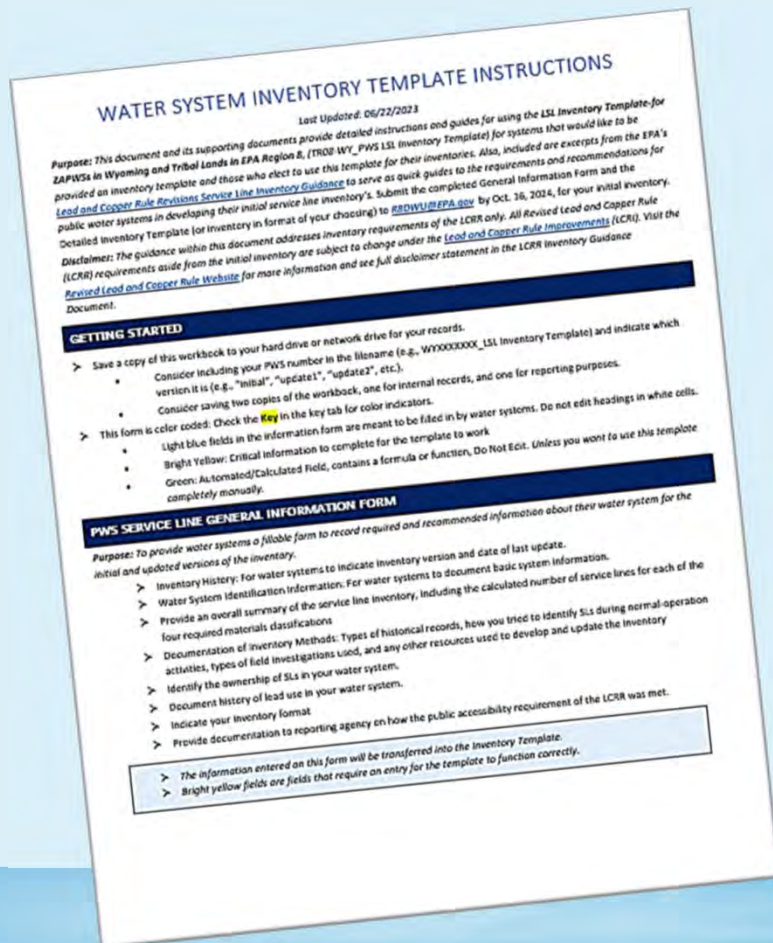 WATER SYSTEM INVENTORY TEMPLATE INSTRUCTIONS
Last Updated: 06/22/2023
Purpose: This document and its supporting documents provide detailed instructions and guides for using the LSL Inventory Template-for
ZAPWSs in Wyoming and Tribal Lands in EPA Region 8, (TR08-WY_PWS LSL Inventory Template) for systems that would like to be
provided an inventory template and those who elect to use this template for their inventories. Also, included are excerpts from the EPA's
Lead and Copper Rule Revisions Service Line Inventory Guidance to serve as quick guides to the requirements and recommendations for
public water systems in developing their initial service line inventory's. Submit the completed General Information Form and the
Detailed Inventory Template (or inventory in format of your choosing) to R8DWU@EPA.gov by Oct. 16, 2024, for your initial inventory.
Disclaimer: The guidance within this document addresses inventory requirements of the LCRR only. All Revised Lead and Copper Rule
(LCRR) requirements aside from the initial inventory are subject to change under the Lead and Copper Rule Improvements (LCRI). Visit the
Revised Lead and Copper Rule Website for more information and see full disclaimer statement in the LCRR Inventory Guidance
Document.
GETTING STARTED
➢ Save a copy of this workbook to your hard drive or network drive for your records.
• Consider including your PWS number in the filename (e.g., WYXXXXXXX_LSL Inventory Template) and indicate which
version it is (e.g., "Initial", "update1", "update2", etc.).
• Consider saving two copies of the workbook, one for internal records, and one for reporting purposes.
➢ This form is color coded: Check the Key in the key tab for color indicators.
• Light blue fields in the information form are meant to be filled in by water systems. Do not edit headings in white cells.
• Bright Yellow: Critical information to complete for the template to work
• Green: Automated/Calculated Field, contains a formula or function, Do Not Edit. Unless you want to use this template
completely manually.
PWS SERVICE LINE GENERAL INFORMATION FORM
Purpose: To provide water systems a fillable form to record required and recommended information about their water system for the
initial and updated versions of the inventory.
➢ Inventory History: For water systems to indicate inventory version and date of last update.
➢ Water System Identification Information: For water systems to document basic system information.
➢ Provide an overall summary of the service line inventory, including the calculated number of service lines for each of the
four required materials classifications
➢ Documentation of Inventory Methods: Types of historical records, how you tried to identify SLs during normal-operation
activities, types of field investigations used, and any other resources used to develop and update the inventory
➢ Identify the ownership of SLs in your water system.
➢ Document history of lead use in your water system.
➢ Indicate your inventory format
➢ Provide documentation to reporting agency on how the public accessibility requirement of the LCRR was met.
➢ The information entered on this form will be transferred into the Inventory Template.
➢ Bright yellow fields are fields that require an entry for the template to function correctly.